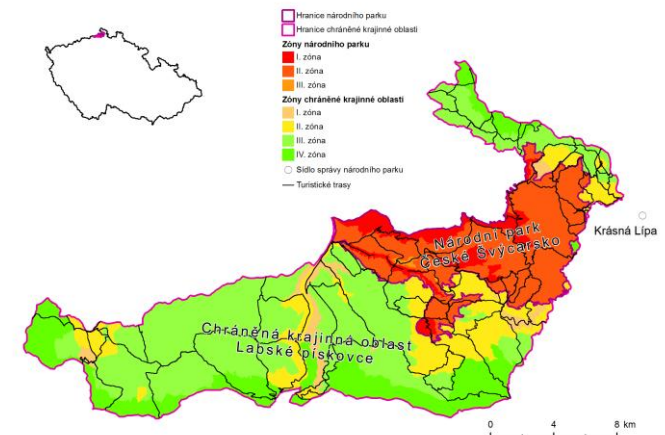 Hranice národního parku
Hranice chráněné krajinné oblasti
Zóny národního parku
I. zóna
II. zóna
III. zóna
Zóny chráněné krajinné oblasti
I. zóna
II. zóna
III. zóna
IV. zóna
Sídlo správy národního parku
Turistické trasy
Krásná Lípa
Národní park
České Švýcarsko
Chráněná krajinná oblast
Labské pískovce
0 4 8 km